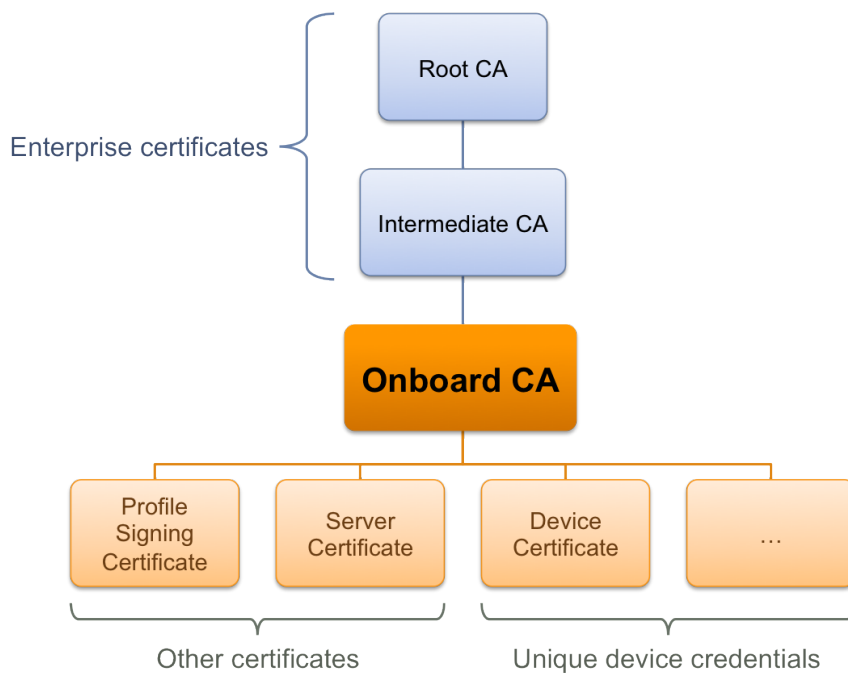 Root CA
Enterprise certificates
Intermediate CA
Onboard CA
Profile
Signing
Certificate
Server
Certificate
Device
Certificate
…
Other certificates
Unique device credentials